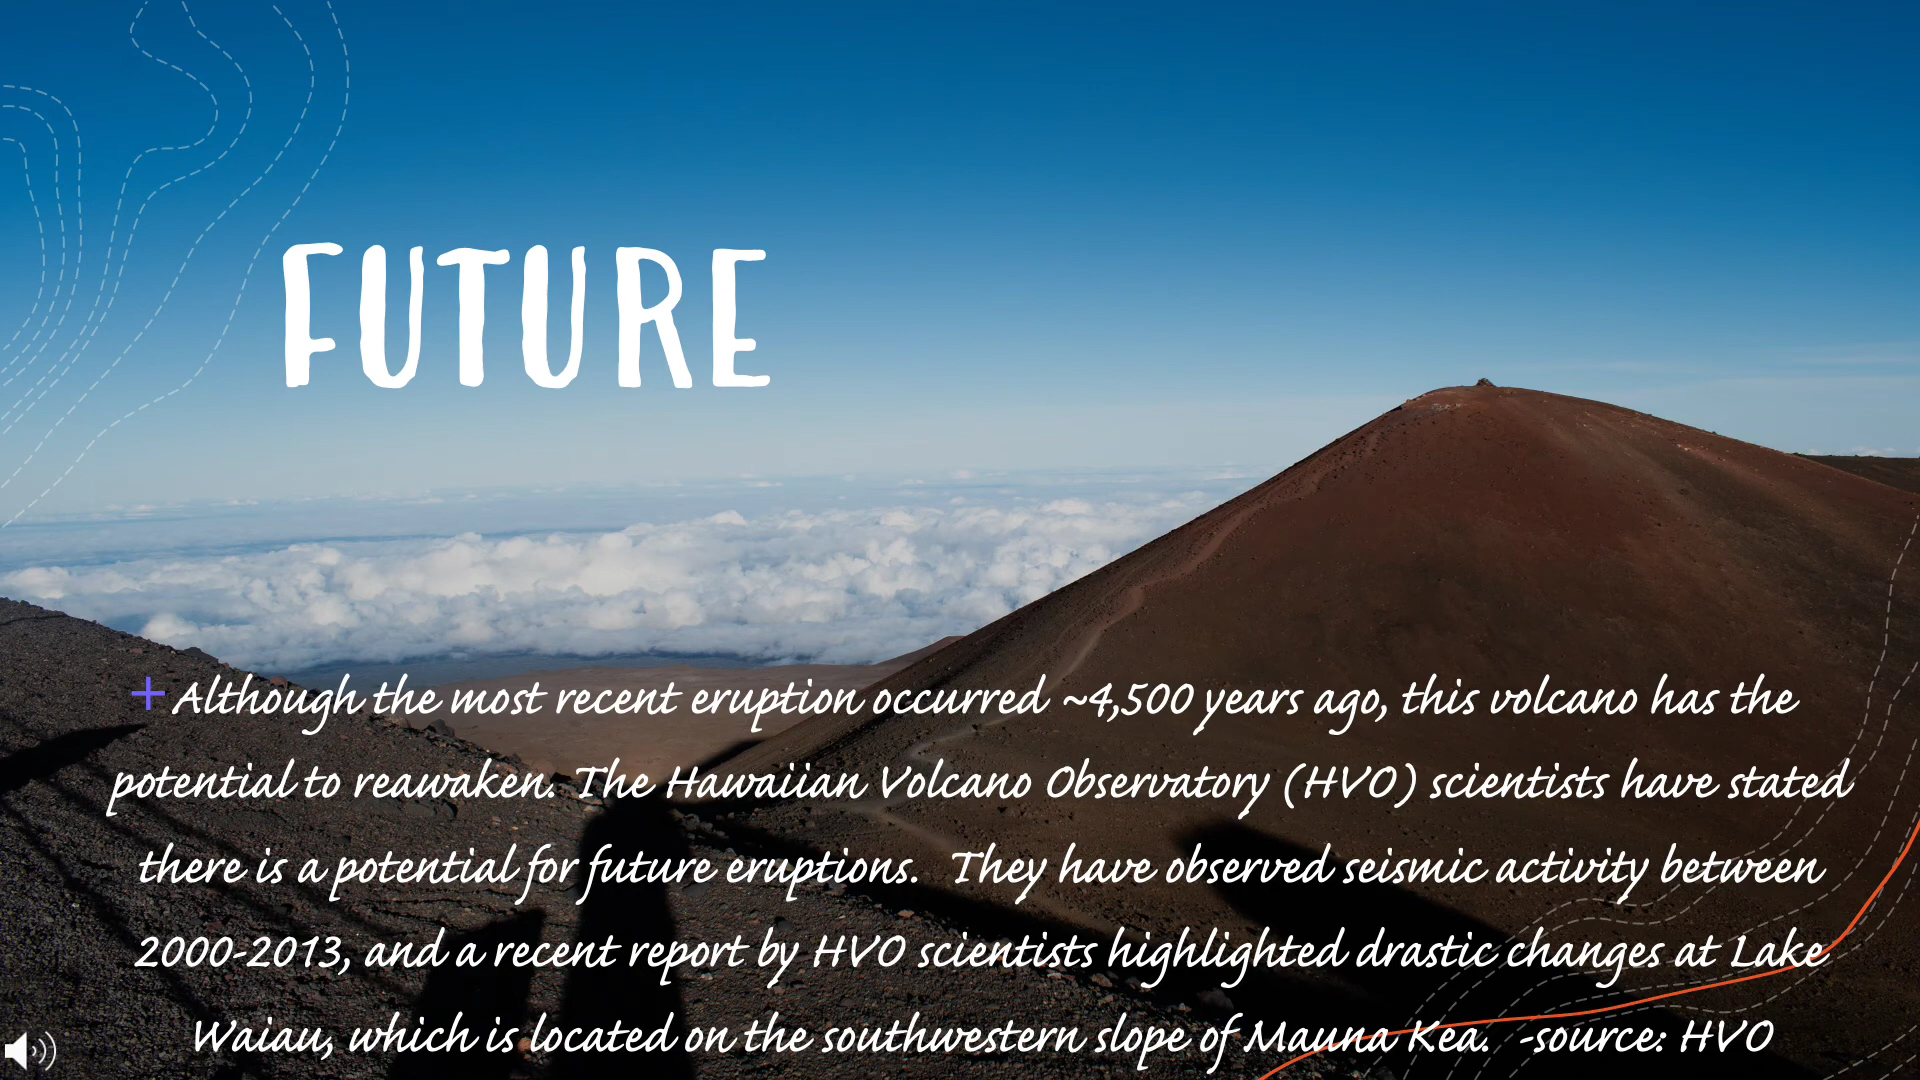 FUTURE
+ Although the most recent eruption occurred ~4,500 years ago, this volcano has the
potential to reawaken. The Hawaiian Volcano Observatory (HVO) scientists have stated
there is a potential for future eruptions.  They have observed seismic activity between
2000-2013, and a recent report by HVO scientists highlighted drastic changes at Lake
Waiau, which is located on the southwestern slope of Mauna Kea.  -source: HVO